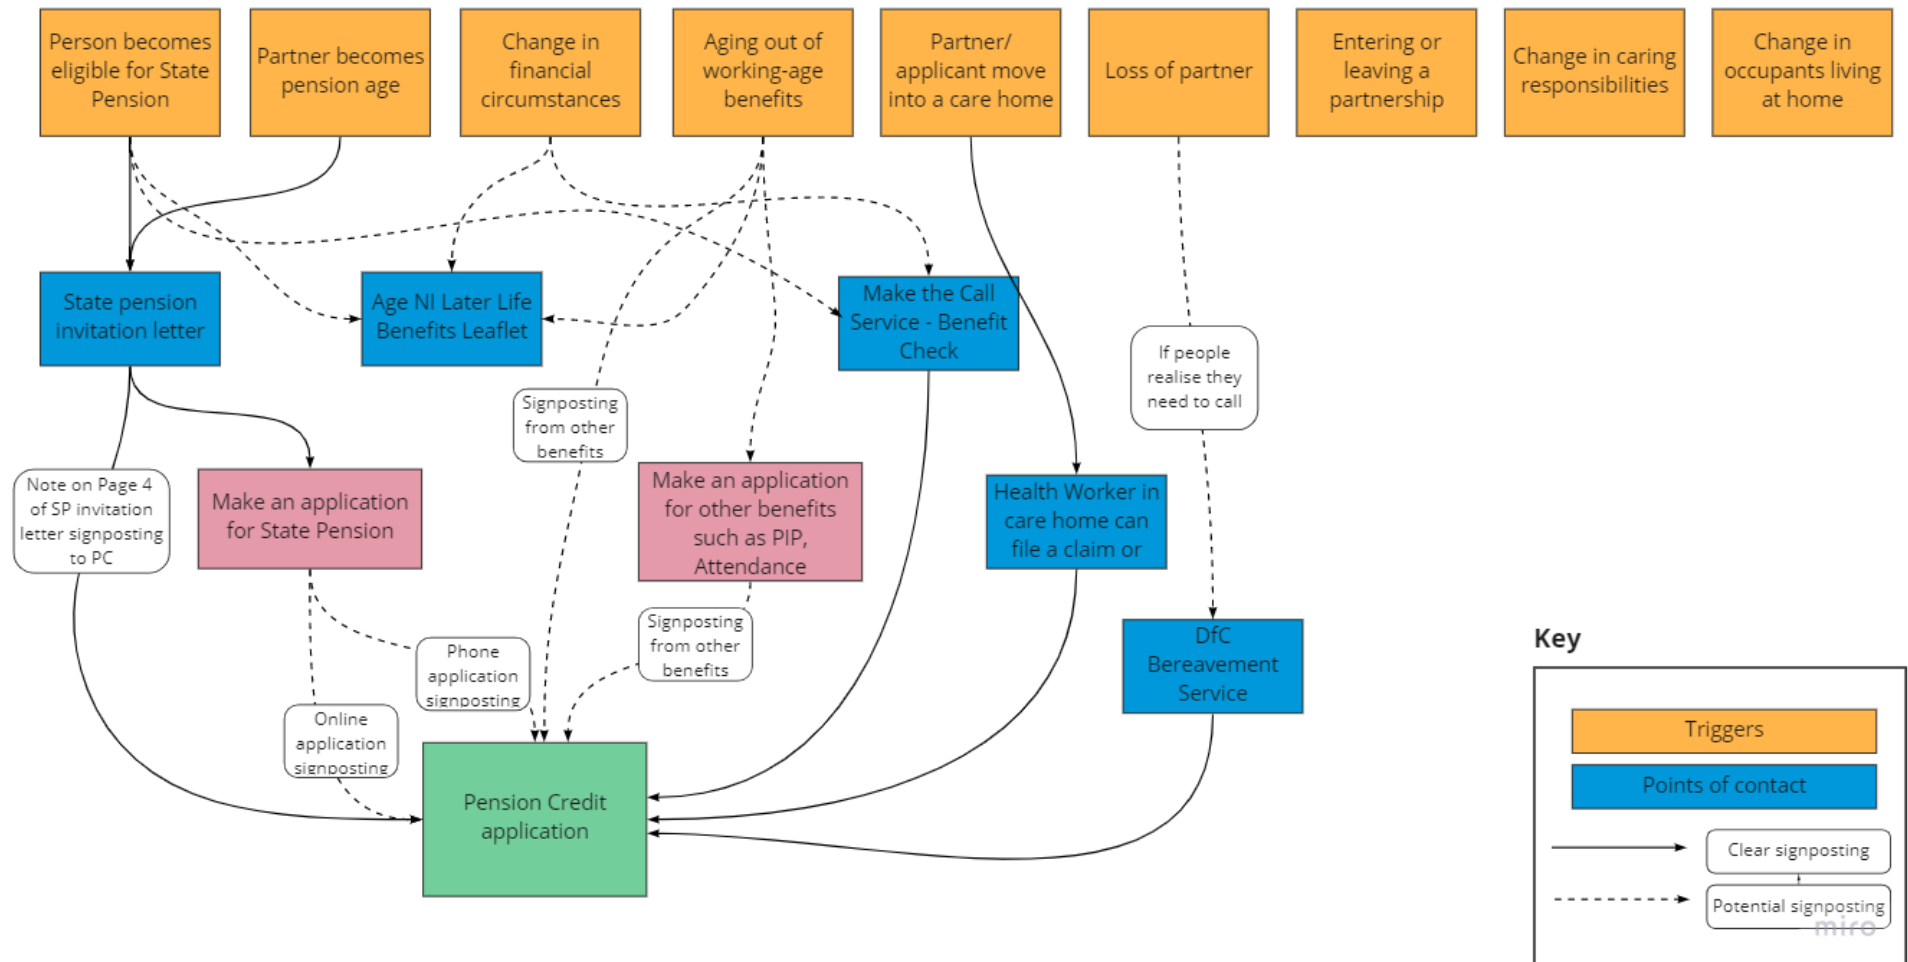 Person becomes
eligible for State
Pension
Partner becomes
pension age
Change in
financial
circumstances
Aging out of
working-age
benefits
Partner/
applicant move
into a care home
Loss of partner
Entering or
leaving a
partnership
Change in caring
responsibilities
Change in
occupants living
at home
State pension
invitation letter
Age NI Later Life
Benefits Leaflet
Make the Call
Service - Benefit
Check
If people
realise they
need to call
Signposting
from other
benefits
Note on Page 4
of SP invitation
letter signposting
to PC
Make an application
for State Pension
Make an application
for other benefits
such as PIP,
Attendance
Health Worker in
care home can
file a claim or
Phone
application
signposting
Signposting
from other
benefits
DfC
Bereavement
Service
Online
application
signposting
Pension Credit
application
Key
Triggers
Points of contact
Clear signposting
Potential signposting
miro